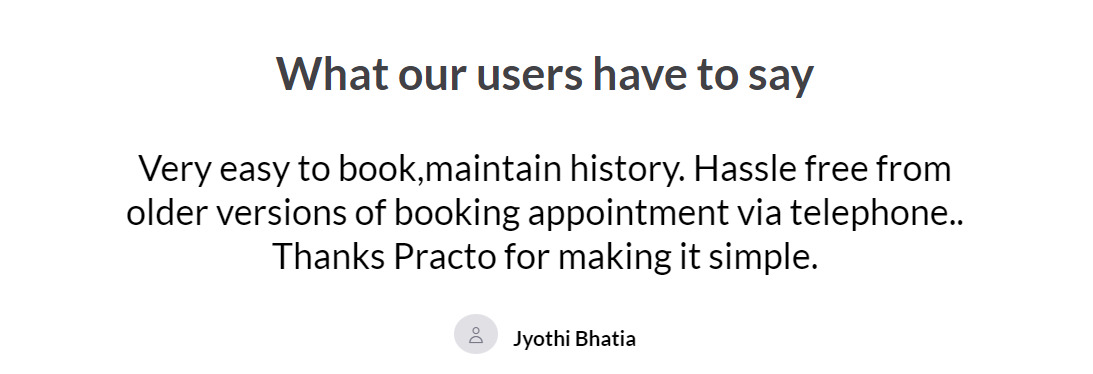 What our users have to say
Very easy to book,maintain history. Hassle free from
older versions of booking appointment via telephone..
Thanks Practo for making it simple.
Jyothi Bhatia